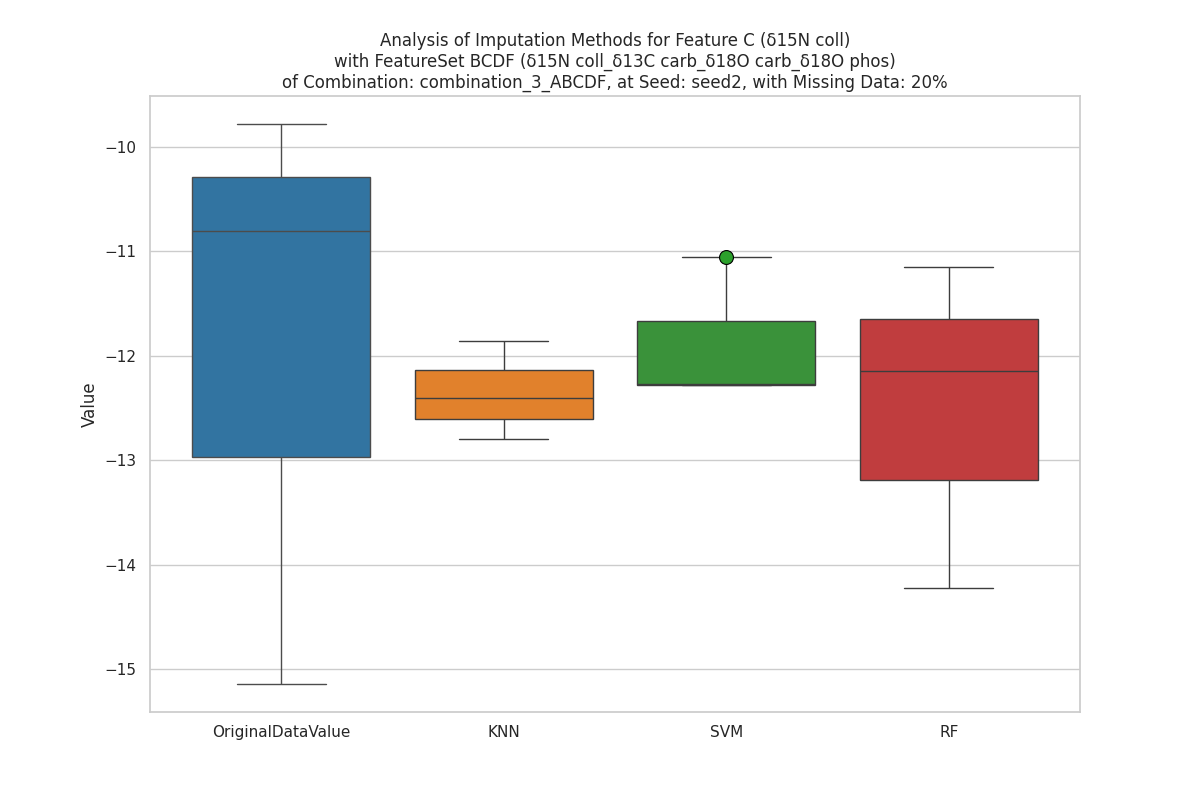 Analysis of Imputation Methods for Feature C (δ15N coll)
with FeatureSet BCDF (δ15N coll_δ13C carb_δ18O carb_δ18O phos)
of Combination: combination_3_ABCDF, at Seed: seed2, with Missing Data: 20%
−10
−11
−12
−13
−14
−15
Value
OriginalDataValue
KNN
SVM
RF